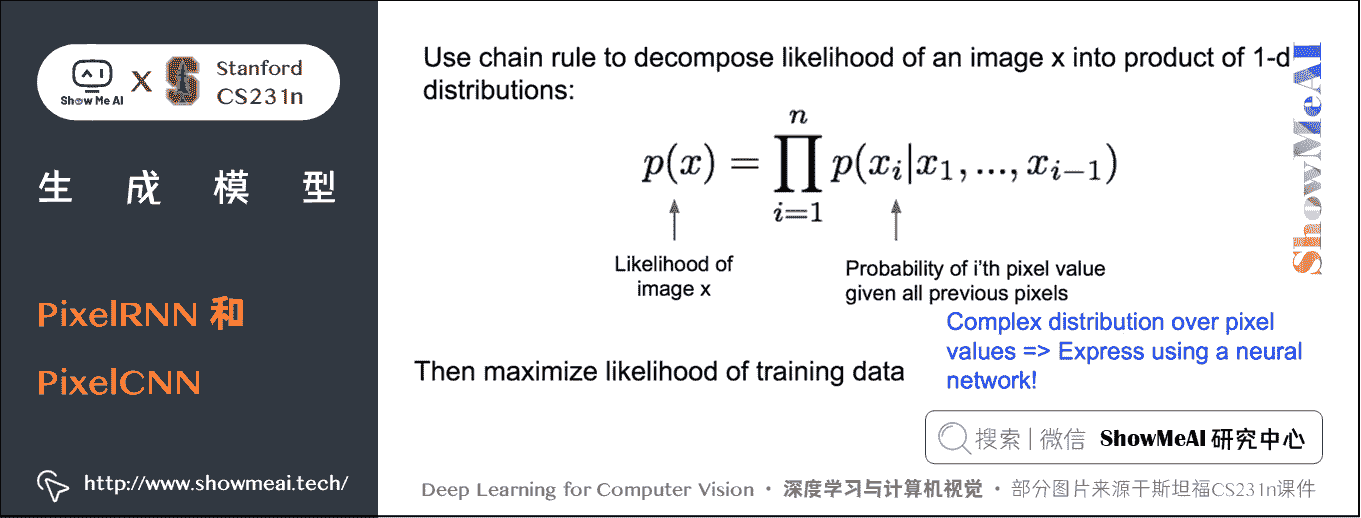 Show Me AI
X
Stanford
CS231n
生成模型
PixelRNN 和
PixelCNN
http://www.showmeai.tech/
Use chain rule to decompose likelihood of an image x into product of 1-d
distributions:
p(x) = ∏_{i=1}^{n} p(x_i|x_1, ..., x_{i−1})
Likelihood of
image x
Probability of i'th pixel value
given all previous pixels
Complex distribution over pixel
values => Express using a neural
network!
Then maximize likelihood of training data
ShowMeAI
搜索 | 微信 ShowMeAI 研究中心
Deep Learning for Computer Vision · 深度学习与计算机视觉 · 部分图片来源于斯坦福CS231n课件